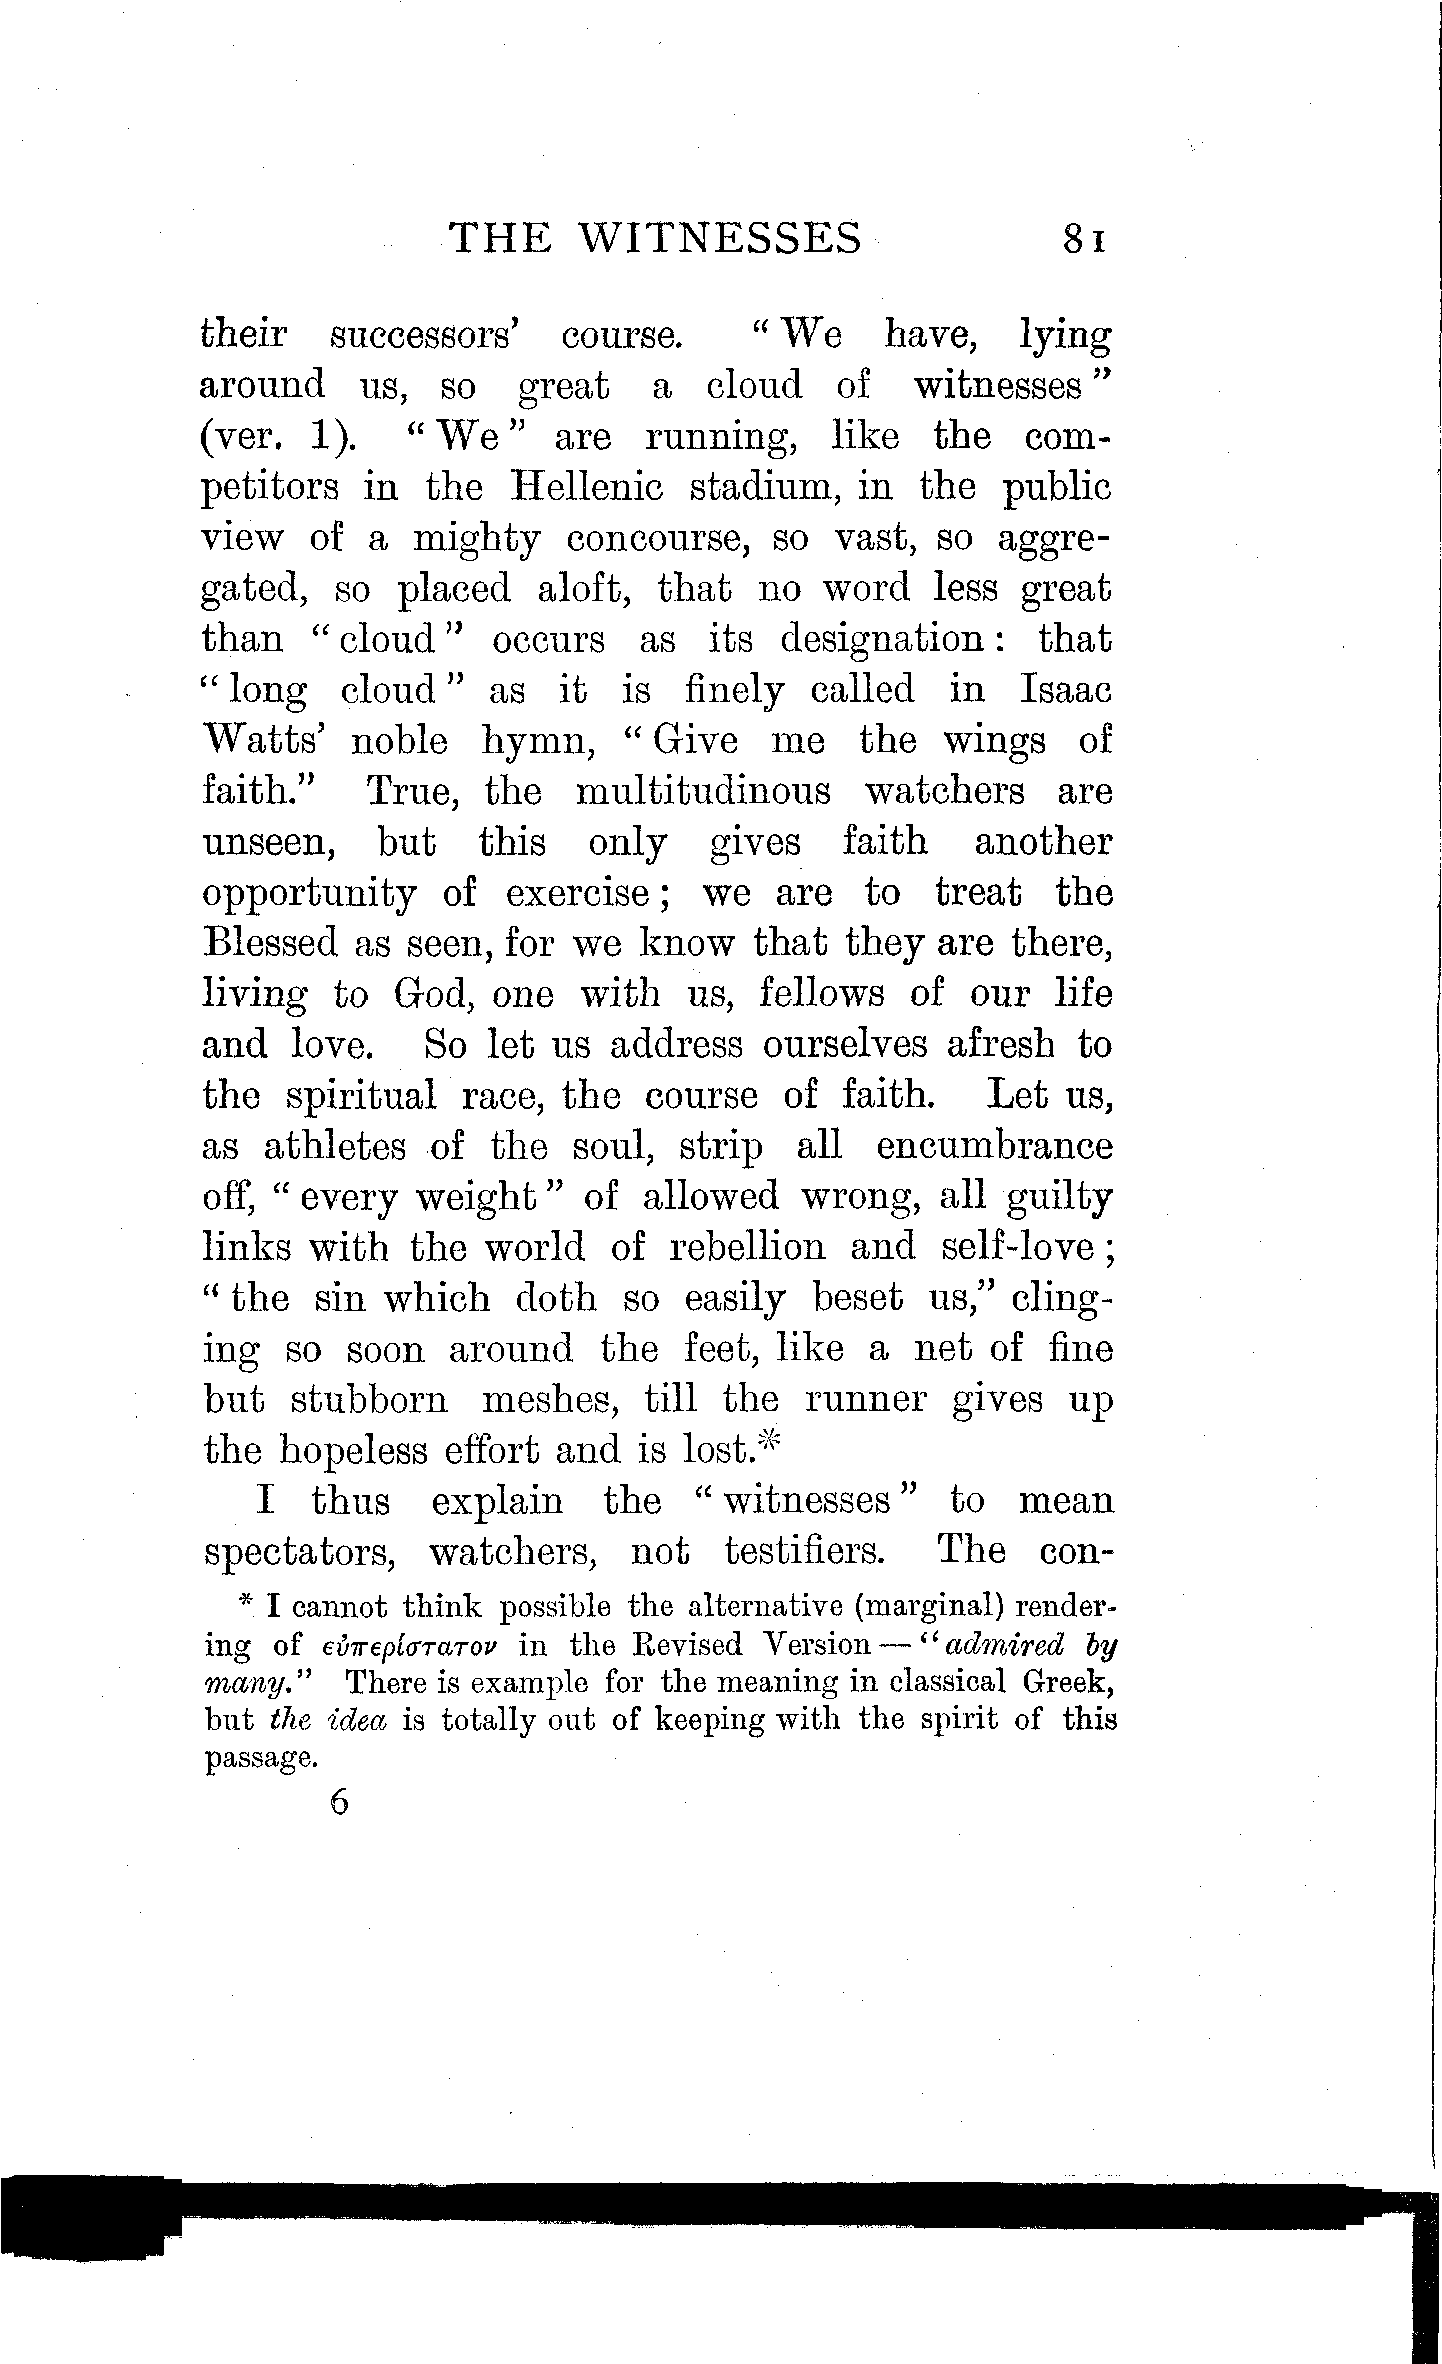 THE WITNESSES 81
their successors' course. "We have, lying
around us, so great a cloud of witnesses"
(ver. 1). "We" are running, like the com-
petitors in the Hellenic stadium, in the public
view of a mighty concourse, so vast, so aggre-
gated, so placed aloft, that no word less great
than "cloud" occurs as its designation: that
"long cloud" as it is finely called in Isaac
Watts' noble hymn, "Give me the wings of
faith." True, the multitudinous watchers are
unseen, but this only gives faith another
opportunity of exercise; we are to treat the
Blessed as seen, for we know that they are there,
living to God, one with us, fellows of our life
and love. So let us address ourselves afresh to
the spiritual race, the course of faith. Let us,
as athletes of the soul, strip all encumbrance
off, "every weight" of allowed wrong, all guilty
links with the world of rebellion and self-love;
"the sin which doth so easily beset us," cling-
ing so soon around the feet, like a net of fine
but stubborn meshes, till the runner gives up
the hopeless effort and is lost.*
I thus explain the "witnesses" to mean
spectators, watchers, not testifiers. The con-
* I cannot think possible the alternative (marginal) render-
ing of εὐπερίστατον in the Revised Version—"admired by
many." There is example for the meaning in classical Greek,
but the idea is totally out of keeping with the spirit of this
passage.
6